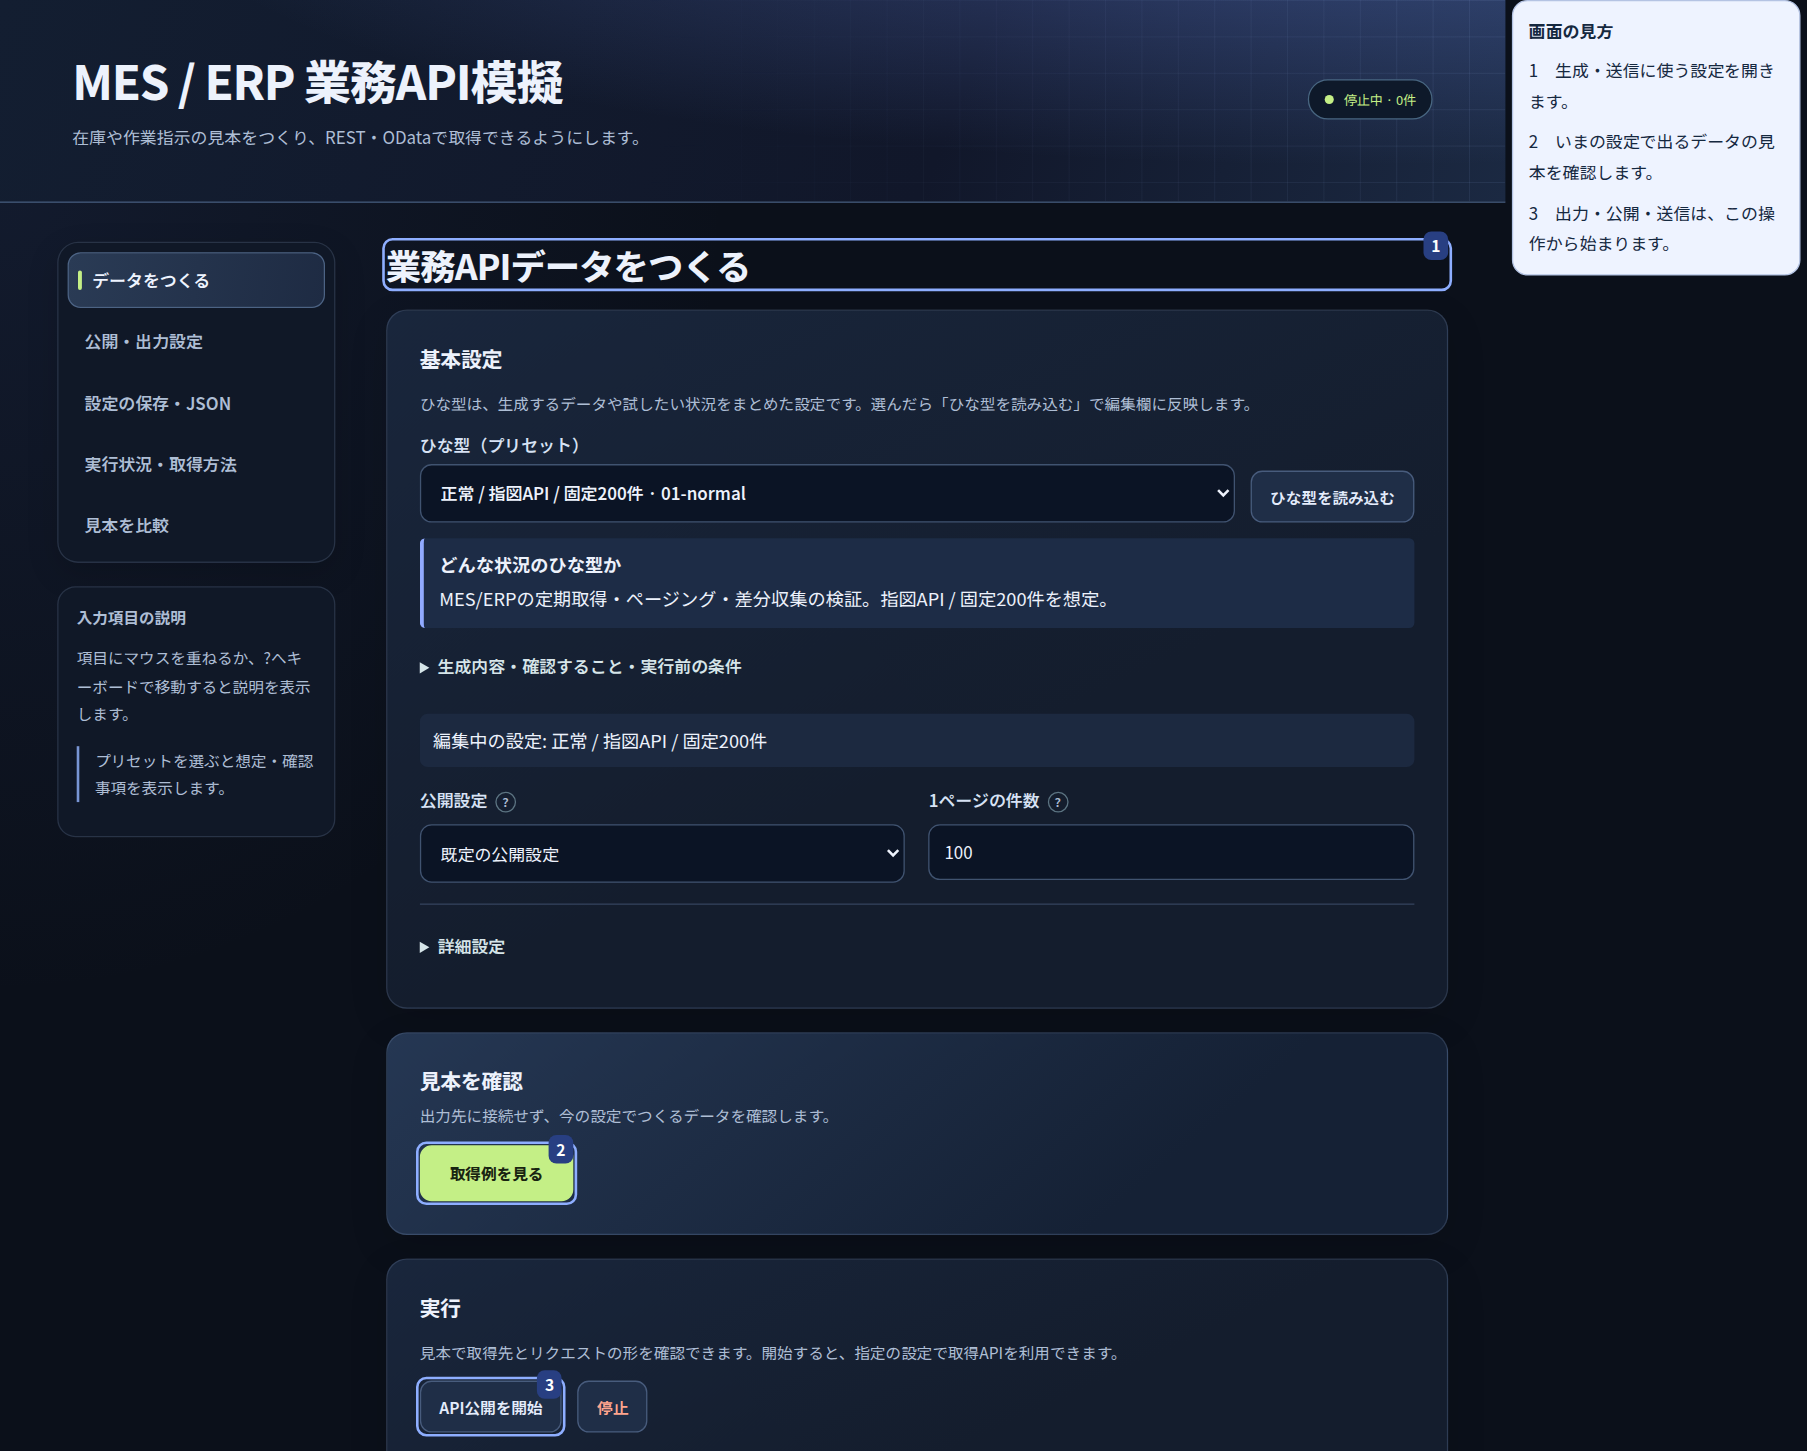 MES / ERP 業務API模擬
在庫や作業指示の見本をつくり、REST・ODataで取得できるようにします。
停止中・0件
画面の見方
1 生成・送信に使う設定を開き
ます。
2 いまの設定で出るデータの見
本を確認します。
3 出力・公開・送信は、この操
作から始まります。
データをつくる
公開・出力設定
設定の保存・JSON
実行状況・取得方法
見本を比較
入力項目の説明
項目にマウスを重ねるか、?へキ
ーボードで移動すると説明を表示
します。
プリセットを選ぶと想定・確認
事項を表示します。
業務APIデータをつくる
1
基本設定
ひな型は、生成するデータや試したい状況をまとめた設定です。選んだら「ひな型を読み込む」で編集欄に反映します。
ひな型（プリセット）
正常 / 指図API / 固定200件・01-normal
ひな型を読み込む
どんな状況のひな型か
MES/ERPの定期取得・ページング・差分収集の検証。指図API / 固定200件を想定。
▶ 生成内容・確認すること・実行前の条件
編集中の設定: 正常 / 指図API / 固定200件
公開設定 ?
1ページの件数 ?
既定の公開設定
100
▶ 詳細設定
見本を確認
出力先に接続せず、今の設定でつくるデータを確認します。
2
取得例を見る
実行
見本で取得先とリクエストの形を確認できます。開始すると、指定の設定で取得APIを利用できます。
3
API公開を開始
停止